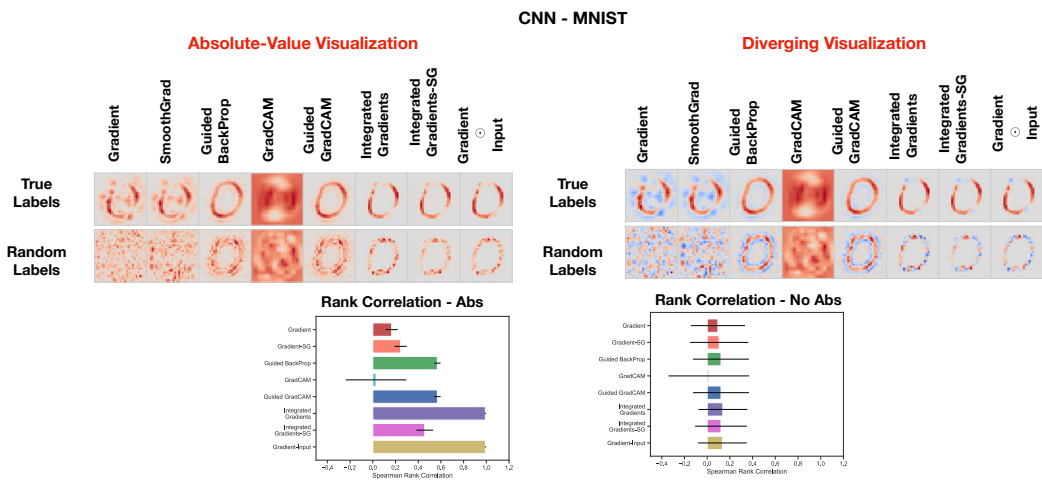 CNN - MNIST
Absolute-Value Visualization
Gradient
SmoothGrad
Guided
BackProp
GradCAM
Guided
GradCAM
Integrated
Gradients
Integrated
Gradients-SG
Gradient
⊙
Input
True
Labels
Random
Labels
Diverging Visualization
Gradient
SmoothGrad
Guided
BackProp
GradCAM
Guided
GradCAM
Integrated
Gradients
Integrated
Gradients-SG
Gradient
⊙
Input
True
Labels
Random
Labels
Rank Correlation - Abs
Gradient
Gradient-SG
Guided BackProp
GradCAM
Guided GradCAM
Integrated
Gradients
Integrated
Gradients-SG
Gradient-Input
−0.4 −0.2 0.0 0.2 0.4 0.6 0.8 1.0 1.2
Spearman Rank Correlation
Rank Correlation - No Abs
Gradient
Gradient-SG
Guided BackProp
GradCAM
Guided GradCAM
Integrated
Gradients
Integrated
Gradients-SG
Gradient-Input
−0.4 −0.2 0.0 0.2 0.4 0.6 0.8 1.0 1.2
Spearman Rank Correlation